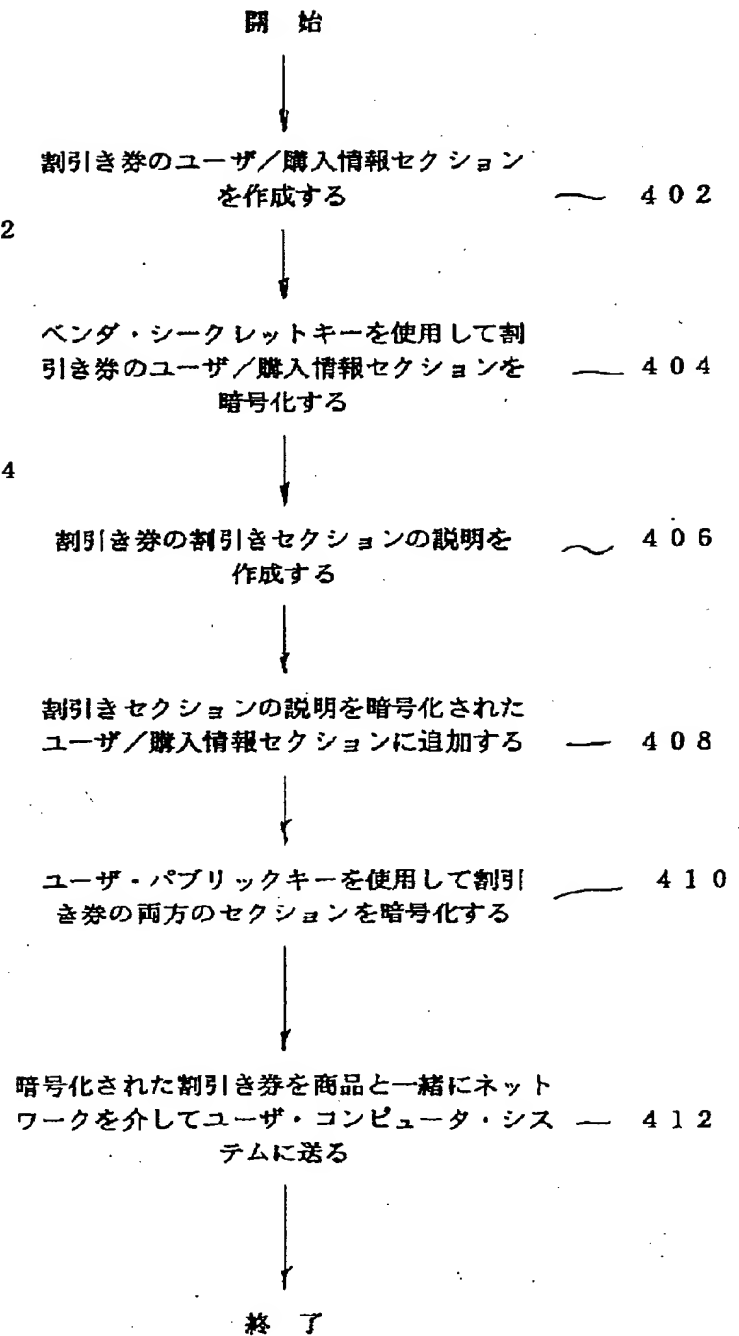 開 始
割引き券のユーザ／購入情報セクション
を作成する 402
2
ベンダ・シークレットキーを使用して割
引き券のユーザ／購入情報セクションを 404
暗号化する
4
割引き券の割引きセクションの説明を 406
作成する
割引きセクションの説明を暗号化された
ユーザ／購入情報セクションに追加する 408
ユーザ・パブリックキーを使用して割引 410
き券の両方のセクションを暗号化する
暗号化された割引き券を商品と一緒にネット
ワークを介してユーザ・コンピュータ・シス 412
テムに送る
終 了